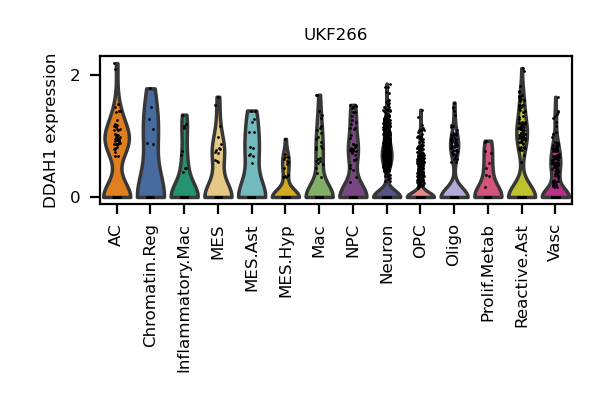 UKF266
DDAH1 expression
2
0
AC
Chromatin.Reg
Inflammatory.Mac
MES
MES.Ast
MES.Hyp
Mac
NPC
Neuron
OPC
Oligo
Prolif.Metab
Reactive.Ast
Vasc